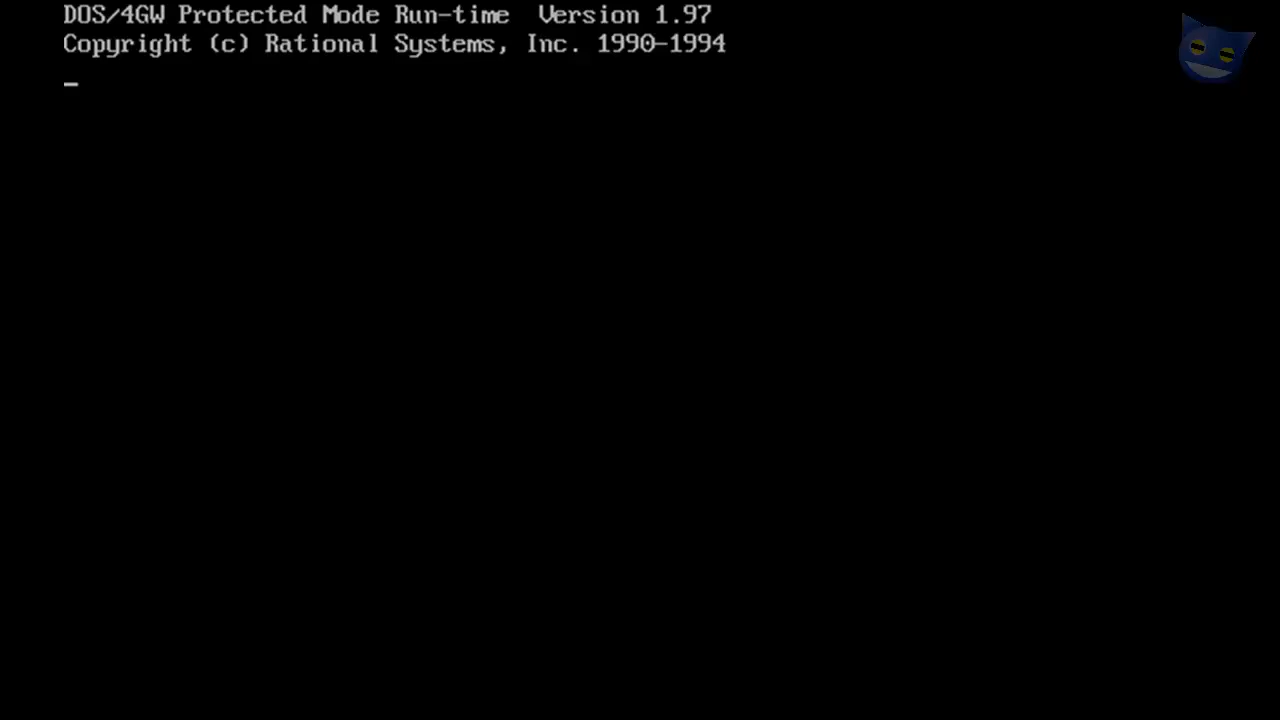 DOS/4GW Protected Mode Run-time  Version 1.97
Copyright (c) Rational Systems, Inc. 1990-1994